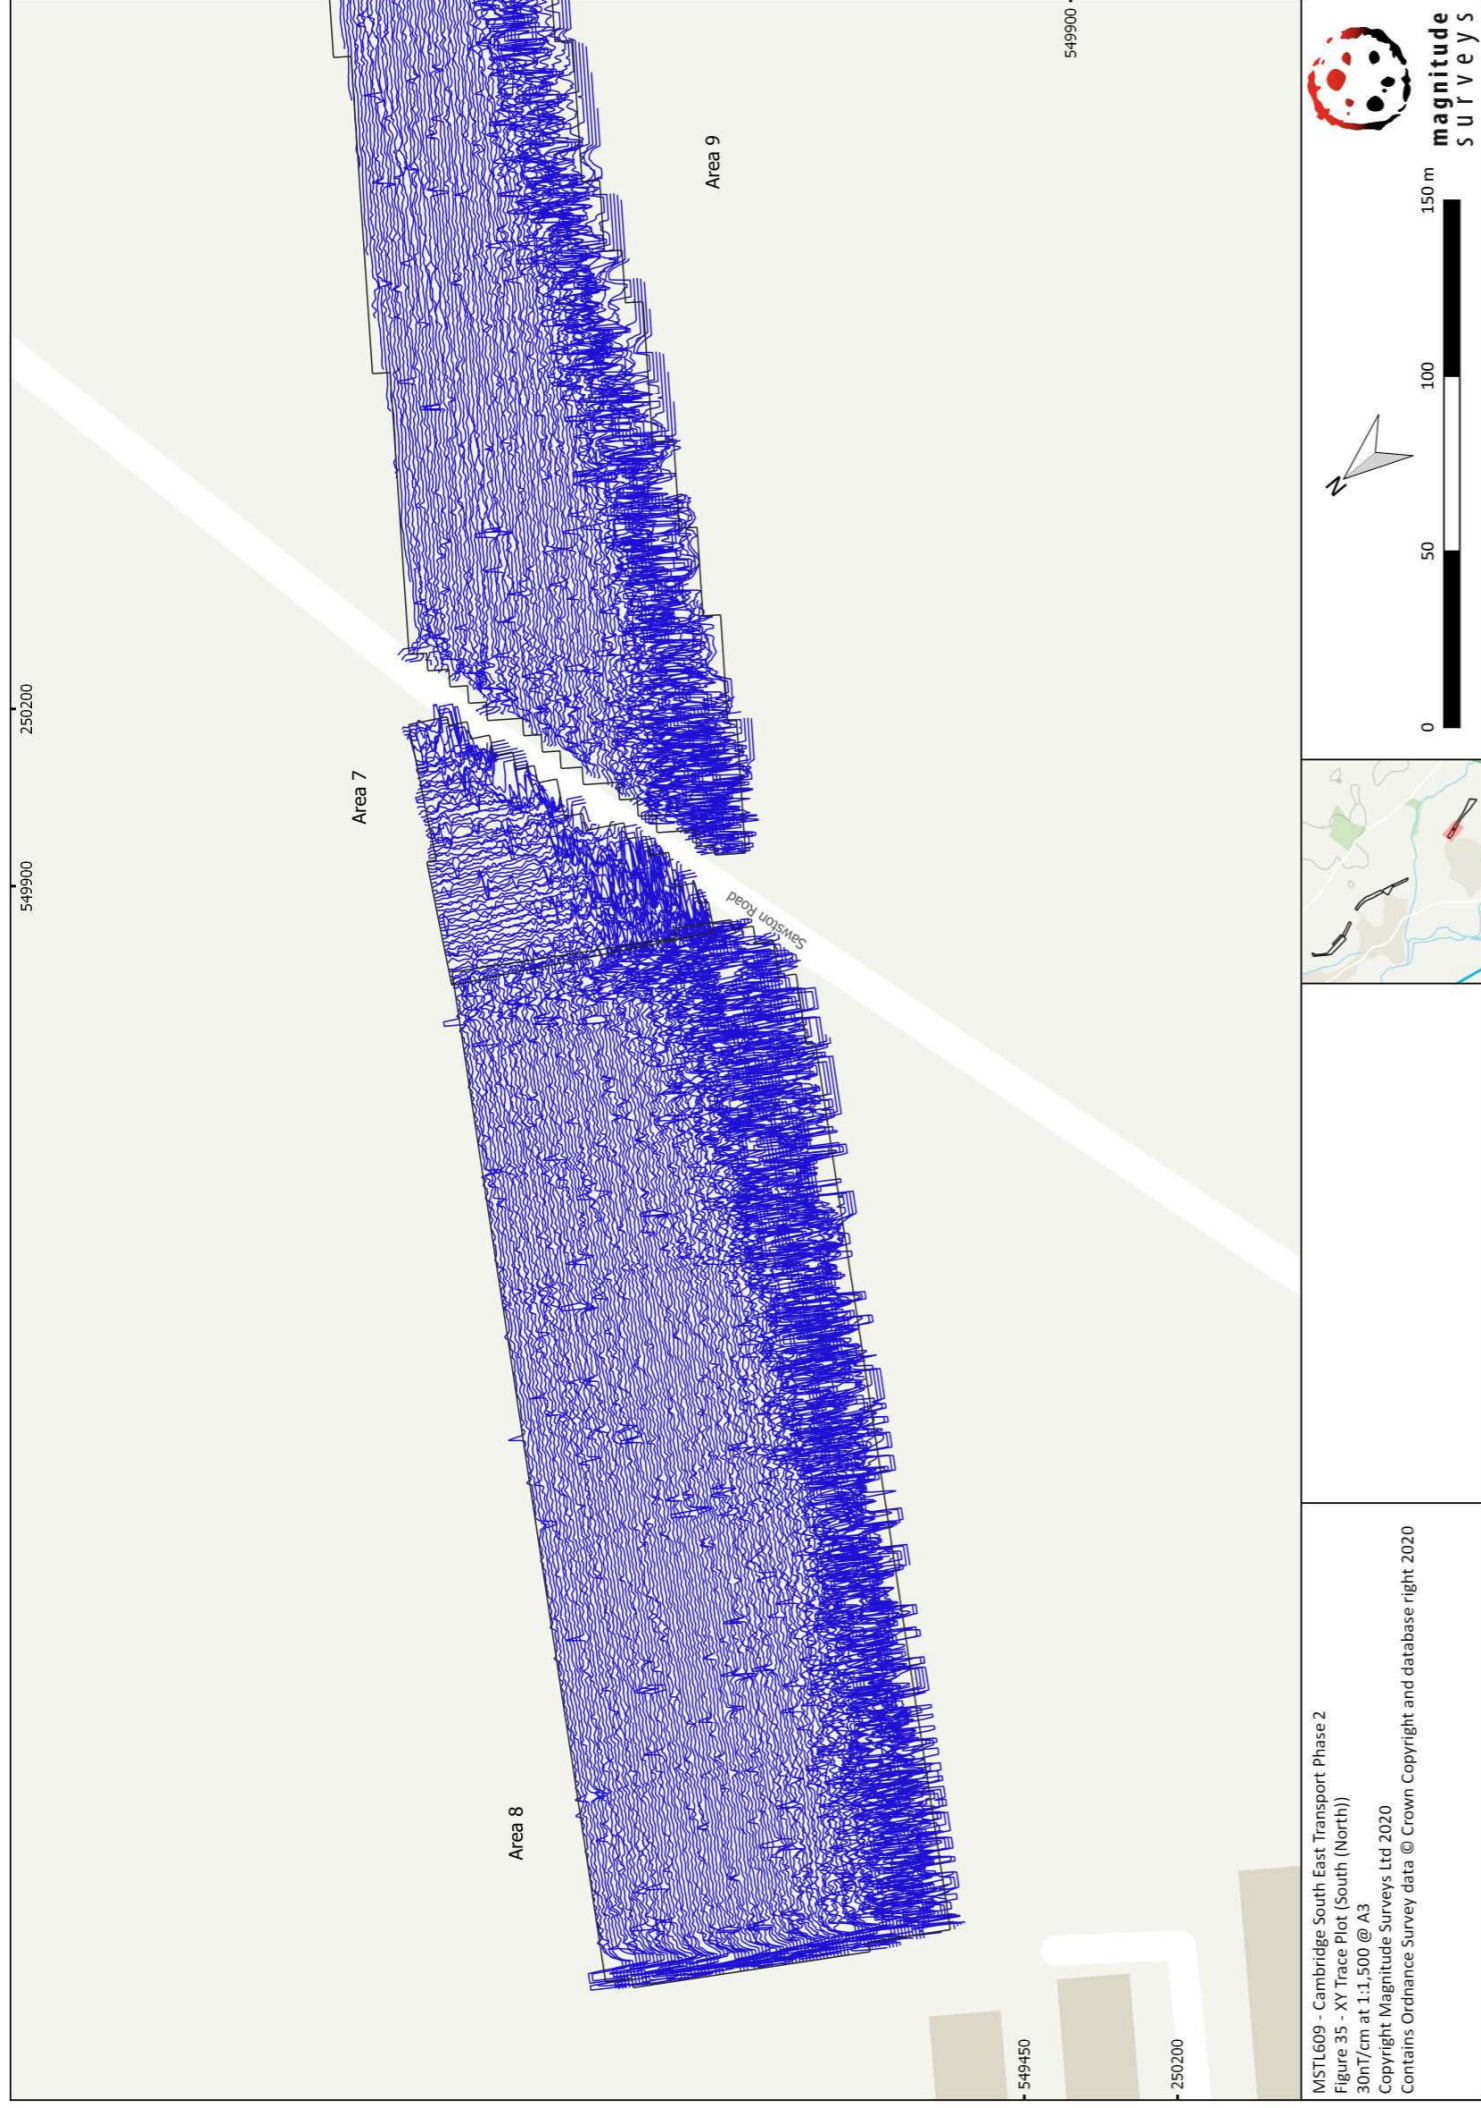 549900
250200
549900
Area 7
Area 9
Area 8
Sawston Road
549450
250200
MSTL609 - Cambridge South East Transport Phase 2
Figure 35 - XY Trace Plot (South (North))
30nT/cm at 1:1,500 @ A3
Copyright Magnitude Surveys Ltd 2020
Contains Ordnance Survey data © Crown Copyright and database right 2020
N
0 50 100 150 m
magnitude
surveys